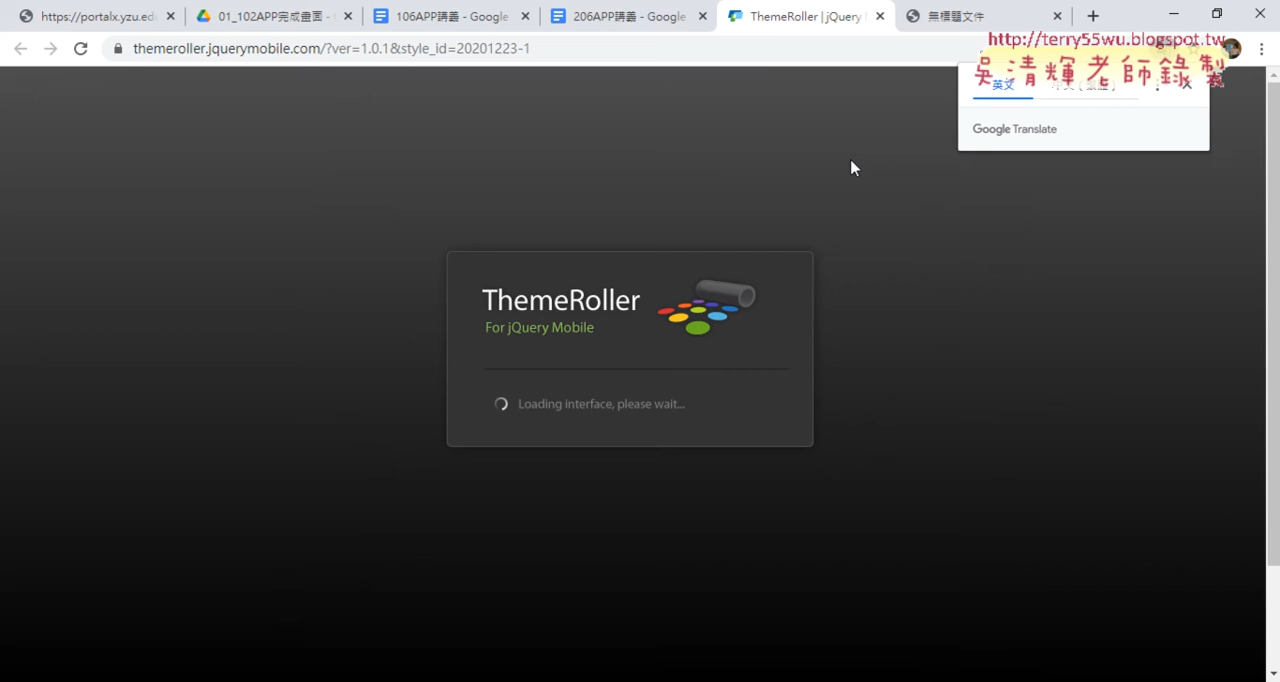 https://portalx.yzu.ed
01_102APP完成畫面 -
106APP講義 - Google
206APP講義 - Google
ThemeRoller | jQuery
無標題文件
themeroller.jquerymobile.com/?ver=1.0.1&style_id=20201223-1
http://terry55wu.blogspot.tw
吳清輝老師錄製
英文
Google Translate
ThemeRoller
For jQuery Mobile
Loading interface, please wait...